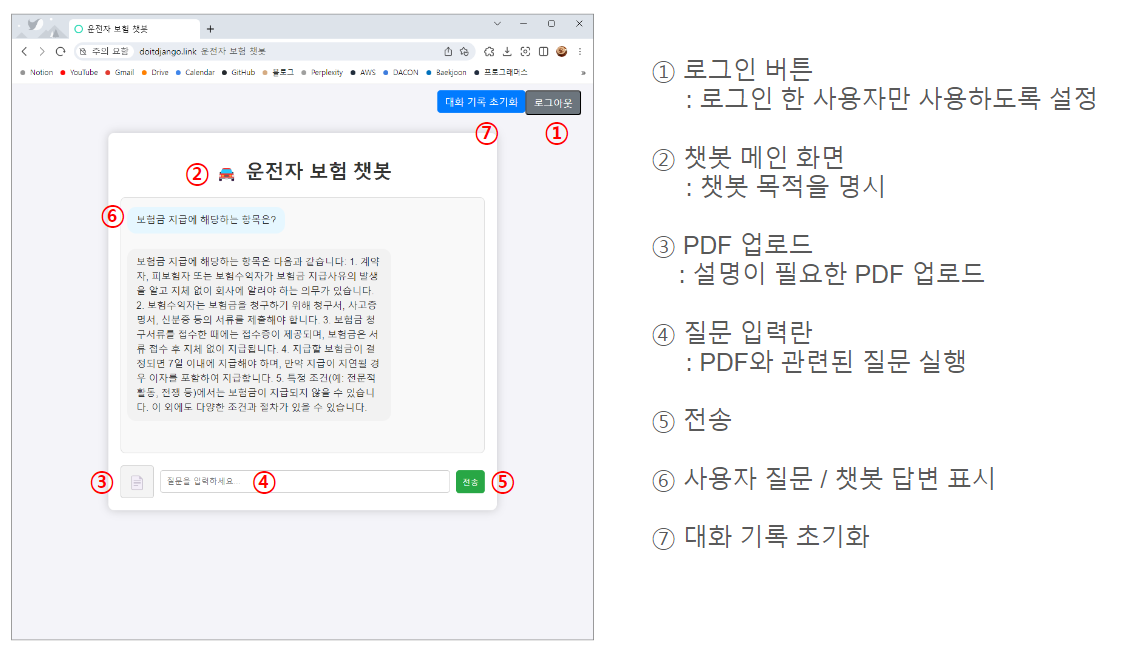 운전자 보험 챗봇
주의 요함 doitdjango.link 운전자 보험 챗봇
Notion YouTube Gmail Drive Calendar GitHub 블로그 Perplexity AWS DACON Baekjoon 프로그래머스 »
대화 기록 초기화 로그아웃
⑦ ①
② 운전자 보험 챗봇
⑥ 보험금 지급에 해당하는 항목은?
보험금 지급에 해당하는 항목은 다음과 같습니다: 1. 계약
자, 피보험자 또는 보험수익자가 보험금 지급사유의 발생
을 알고 지체 없이 회사에 알려야 하는 의무가 있습니다.
2. 보험수익자는 보험금을 청구하기 위해 청구서, 사고증
명서, 신분증 등의 서류를 제출해야 합니다. 3. 보험금 청
구서류를 접수한 때에는 접수증이 제공되며, 보험금은 서
류 접수 후 지체 없이 지급됩니다. 4. 지급할 보험금이 결
정되면 7일 이내에 지급해야 하며, 만약 지급이 지연될 경
우 이자를 포함하여 지급합니다. 5. 특정 조건(예: 전문적
활동, 전쟁 등)에서는 보험금이 지급되지 않을 수 있습니
다. 이 외에도 다양한 조건과 절차가 있을 수 있습니다.
③ 질문을 입력하세요... ④ 전송 ⑤
① 로그인 버튼
: 로그인 한 사용자만 사용하도록 설정
② 챗봇 메인 화면
: 챗봇 목적을 명시
③ PDF 업로드
: 설명이 필요한 PDF 업로드
④ 질문 입력란
: PDF와 관련된 질문 실행
⑤ 전송
⑥ 사용자 질문 / 챗봇 답변 표시
⑦ 대화 기록 초기화